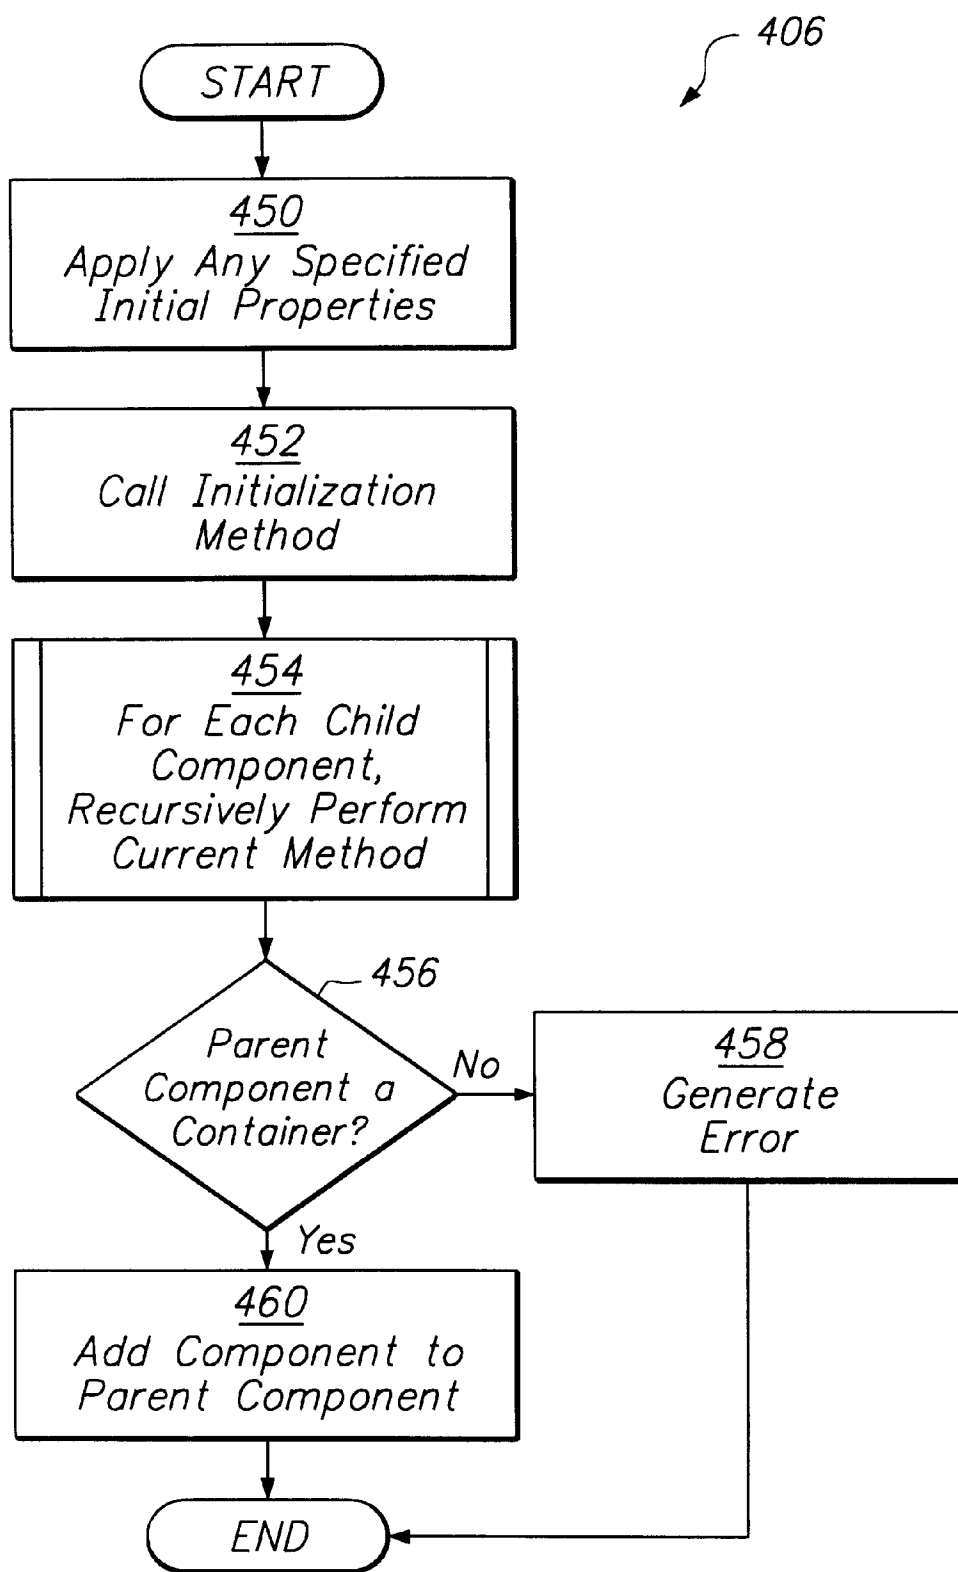 406
START
450
Apply Any Specified
Initial Properties
452
Call Initialization
Method
454
For Each Child
Component,
Recursively Perform
Current Method
456
Parent
Component a
Container?
No
458
Generate
Error
Yes
460
Add Component to
Parent Component
END